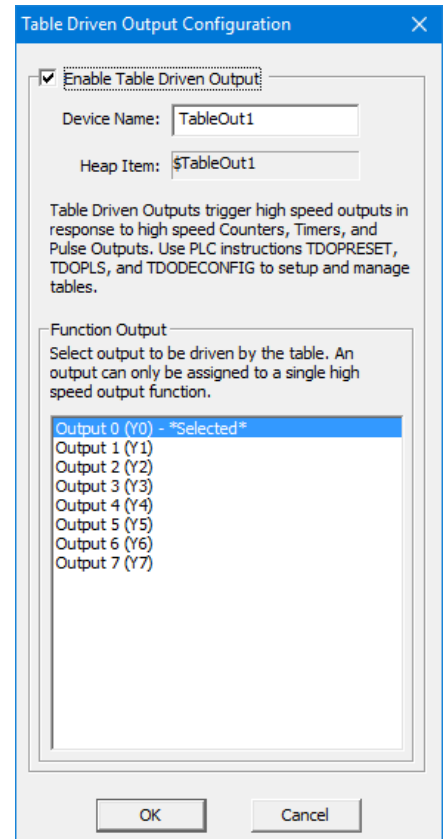 Table Driven Output Configuration
Enable Table Driven Output
Device Name: TableOut1
Heap Item: $TableOut1
Table Driven Outputs trigger high speed outputs in
response to high speed Counters, Timers, and
Pulse Outputs. Use PLC instructions TDOPRESET,
TDOPLS, and TDODECONFIG to setup and manage
tables.
Function Output
Select output to be driven by the table. An
output can only be assigned to a single high
speed output function.
Output 0 (Y0) - *Selected*
Output 1 (Y1)
Output 2 (Y2)
Output 3 (Y3)
Output 4 (Y4)
Output 5 (Y5)
Output 6 (Y6)
Output 7 (Y7)
OK Cancel